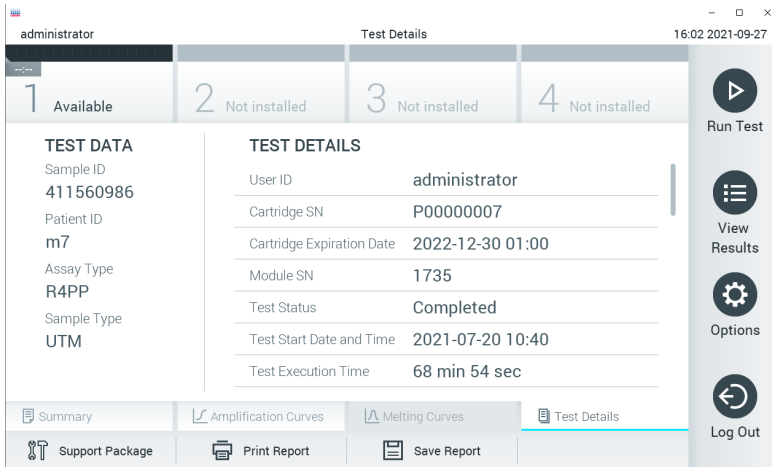 administrator Test Details 16:02 2021-09-27
--:--
1 Available 2 Not installed 3 Not installed 4 Not installed
Run Test
View
Results
Options
Log Out
TEST DATA
Sample ID
411560986
Patient ID
m7
Assay Type
R4PP
Sample Type
UTM
TEST DETAILS
User ID administrator
Cartridge SN P00000007
Cartridge Expiration Date 2022-12-30 01:00
Module SN 1735
Test Status Completed
Test Start Date and Time 2021-07-20 10:40
Test Execution Time 68 min 54 sec
Summary Amplification Curves Melting Curves Test Details
Support Package Print Report Save Report